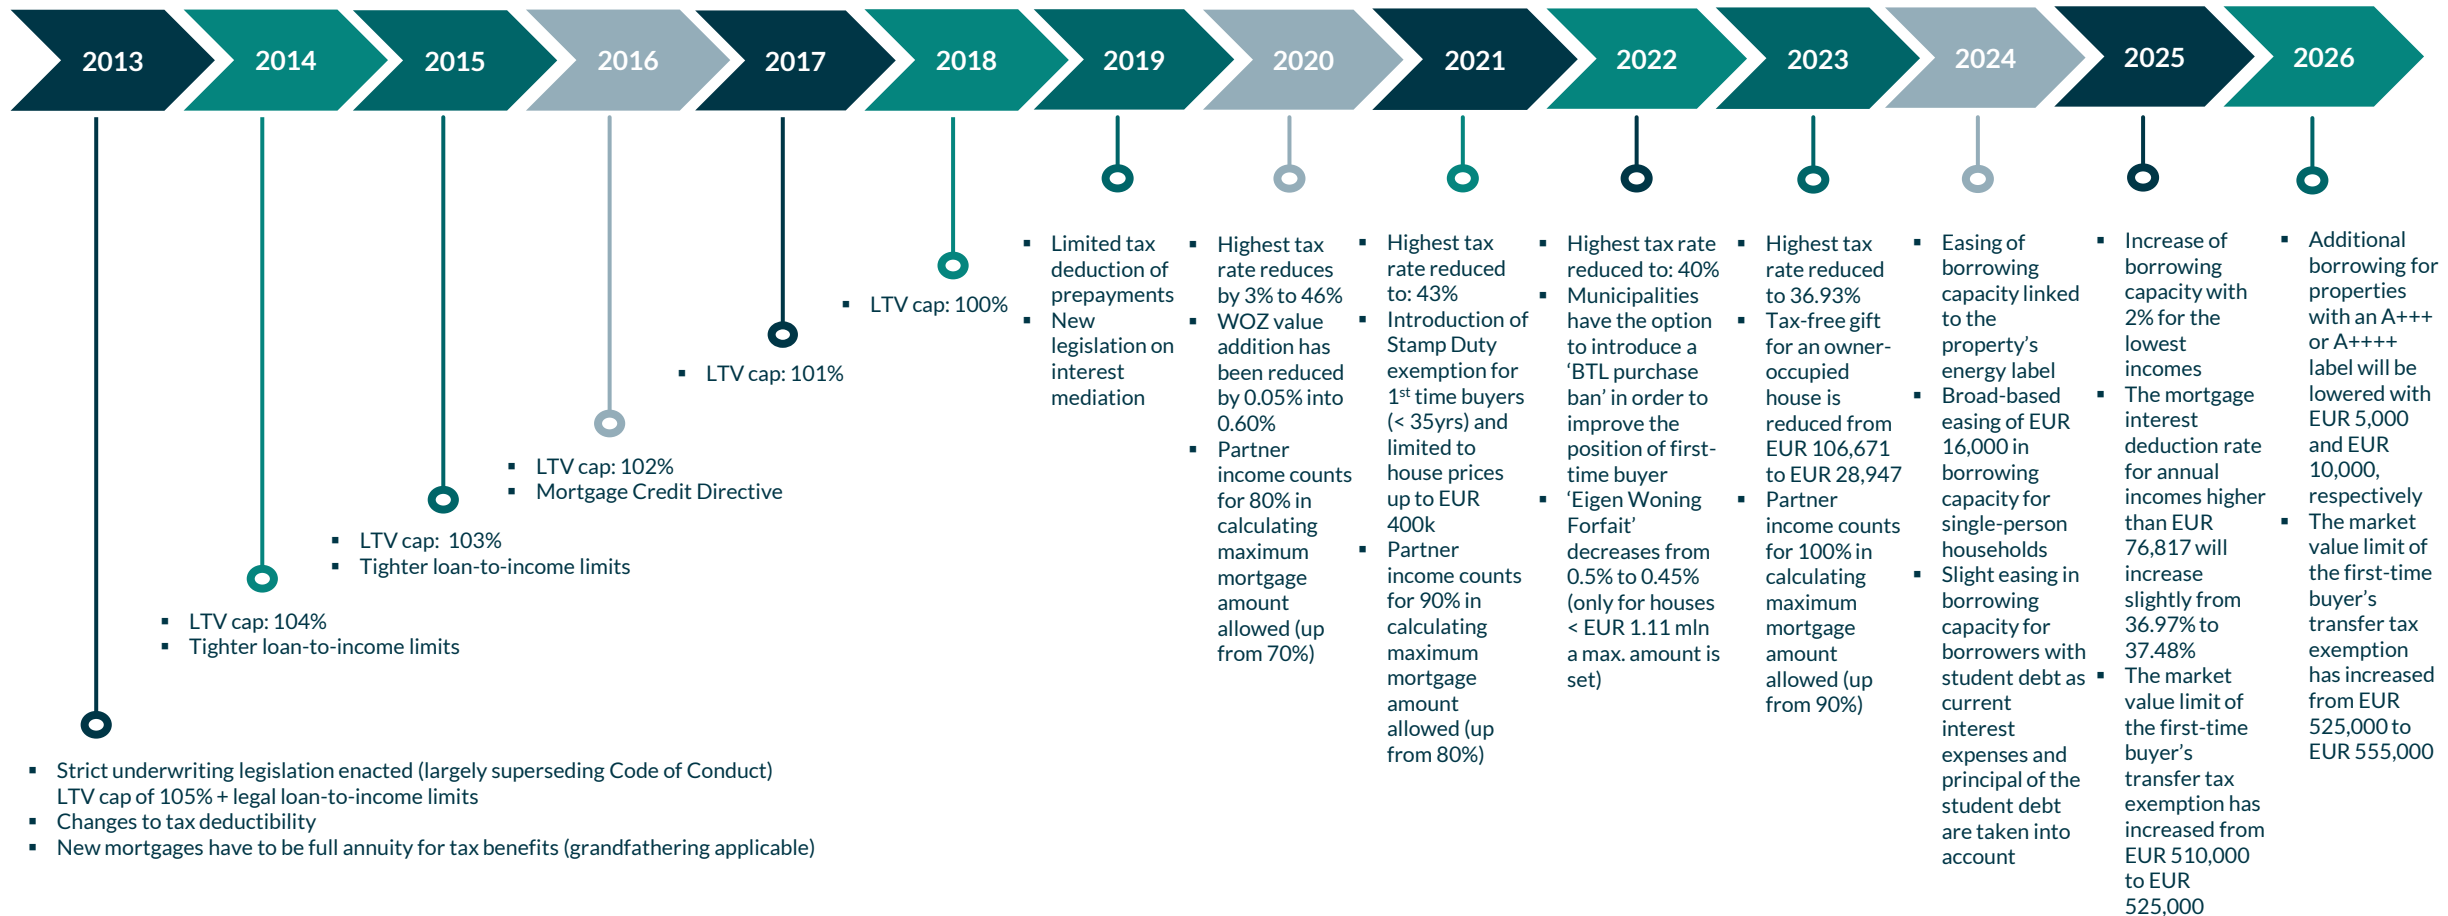 2013
2014
2015
2016
2017
2018
2019
2020
2021
2022
2023
2024
2025
2026
▪ Strict underwriting legislation enacted (largely superseding Code of Conduct)
LTV cap of 105% + legal loan-to-income limits
▪ Changes to tax deductibility
▪ New mortgages have to be full annuity for tax benefits (grandfathering applicable)
▪ LTV cap: 104%
▪ Tighter loan-to-income limits
▪ LTV cap: 103%
▪ Tighter loan-to-income limits
▪ LTV cap: 102%
▪ Mortgage Credit Directive
▪ LTV cap: 101%
▪ LTV cap: 100%
▪ Limited tax
deduction of
prepayments
▪ New
legislation on
interest
mediation
▪ Highest tax
rate reduces
by 3% to 46%
▪ WOZ value
addition has
been reduced
by 0.05% into
0.60%
▪ Partner
income counts
for 80% in
calculating
maximum
mortgage
amount
allowed (up
from 70%)
▪ Highest tax
rate reduced
to: 43%
▪ Introduction of
Stamp Duty
exemption for
1st time buyers
(< 35yrs) and
limited to
house prices
up to EUR
400k
▪ Partner
income counts
for 90% in
calculating
maximum
mortgage
amount
allowed (up
from 80%)
▪ Highest tax rate
reduced to: 40%
▪ Municipalities
have the option
to introduce a
‘BTL purchase
ban’ in order to
improve the
position of first-
time buyer
▪ ‘Eigen Woning
Forfait’
decreases from
0.5% to 0.45%
(only for houses
< EUR 1.11 mln
a max. amount is
set)
▪ Highest tax
rate reduced
to 36.93%
▪ Tax-free gift
for an owner-
occupied
house is
reduced from
EUR 106,671
to EUR 28,947
▪ Partner
income counts
for 100% in
calculating
maximum
mortgage
amount
allowed (up
from 90%)
▪ Easing of
borrowing
capacity linked
to the
property’s
energy label
▪ Broad-based
easing of EUR
16,000 in
borrowing
capacity for
single-person
households
▪ Slight easing in
borrowing
capacity for
borrowers with
student debt as
current
interest
expenses and
principal of the
student debt
are taken into
account
▪ Increase of
borrowing
capacity with
2% for the
lowest
incomes
▪ The mortgage
interest
deduction rate
for annual
incomes higher
than EUR
76,817 will
increase
slightly from
36.97% to
37.48%
▪ The market
value limit of
the first-time
buyer’s
transfer tax
exemption has
increased from
EUR 510,000
to EUR
525,000
▪ Additional
borrowing for
properties
with an A+++
or A++++
label will be
lowered with
EUR 5,000
and EUR
10,000,
respectively
▪ The market
value limit of
the first-time
buyer’s
transfer tax
exemption
has increased
from EUR
525,000 to
EUR 555,000